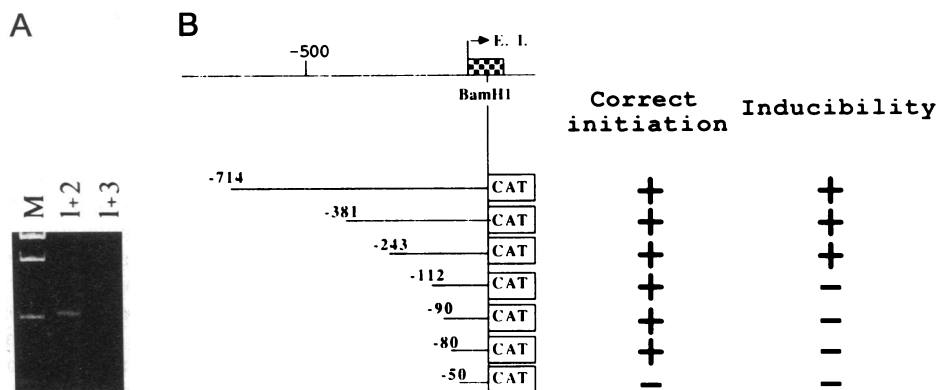 A
B
M
1+2
1+3
-500
E. I.
BamH1
Correct
initiation
Inducibility
-714 CAT + +
-381 CAT + +
-243 CAT + +
-112 CAT + −
-90 CAT + −
-80 CAT + −
-50 CAT − −